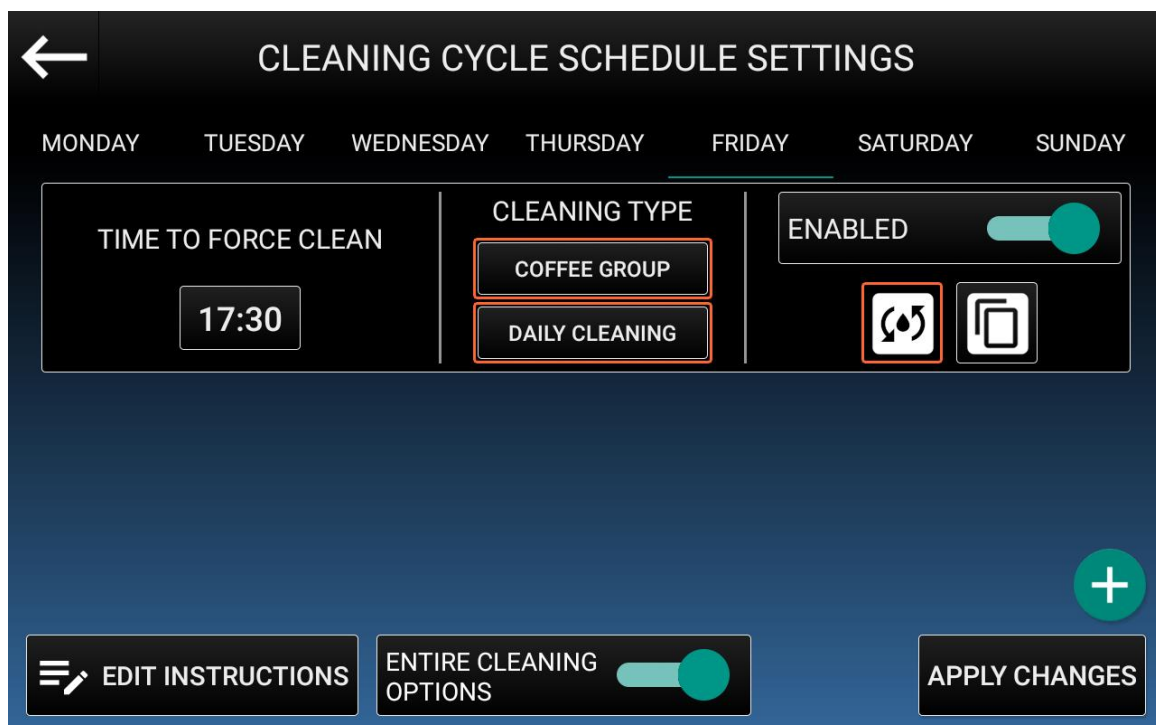 CLEANING CYCLE SCHEDULE SETTINGS
MONDAY TUESDAY WEDNESDAY THURSDAY FRIDAY SATURDAY SUNDAY
TIME TO FORCE CLEAN
17:30
CLEANING TYPE
COFFEE GROUP
DAILY CLEANING
ENABLED
EDIT INSTRUCTIONS
ENTIRE CLEANING
OPTIONS
APPLY CHANGES